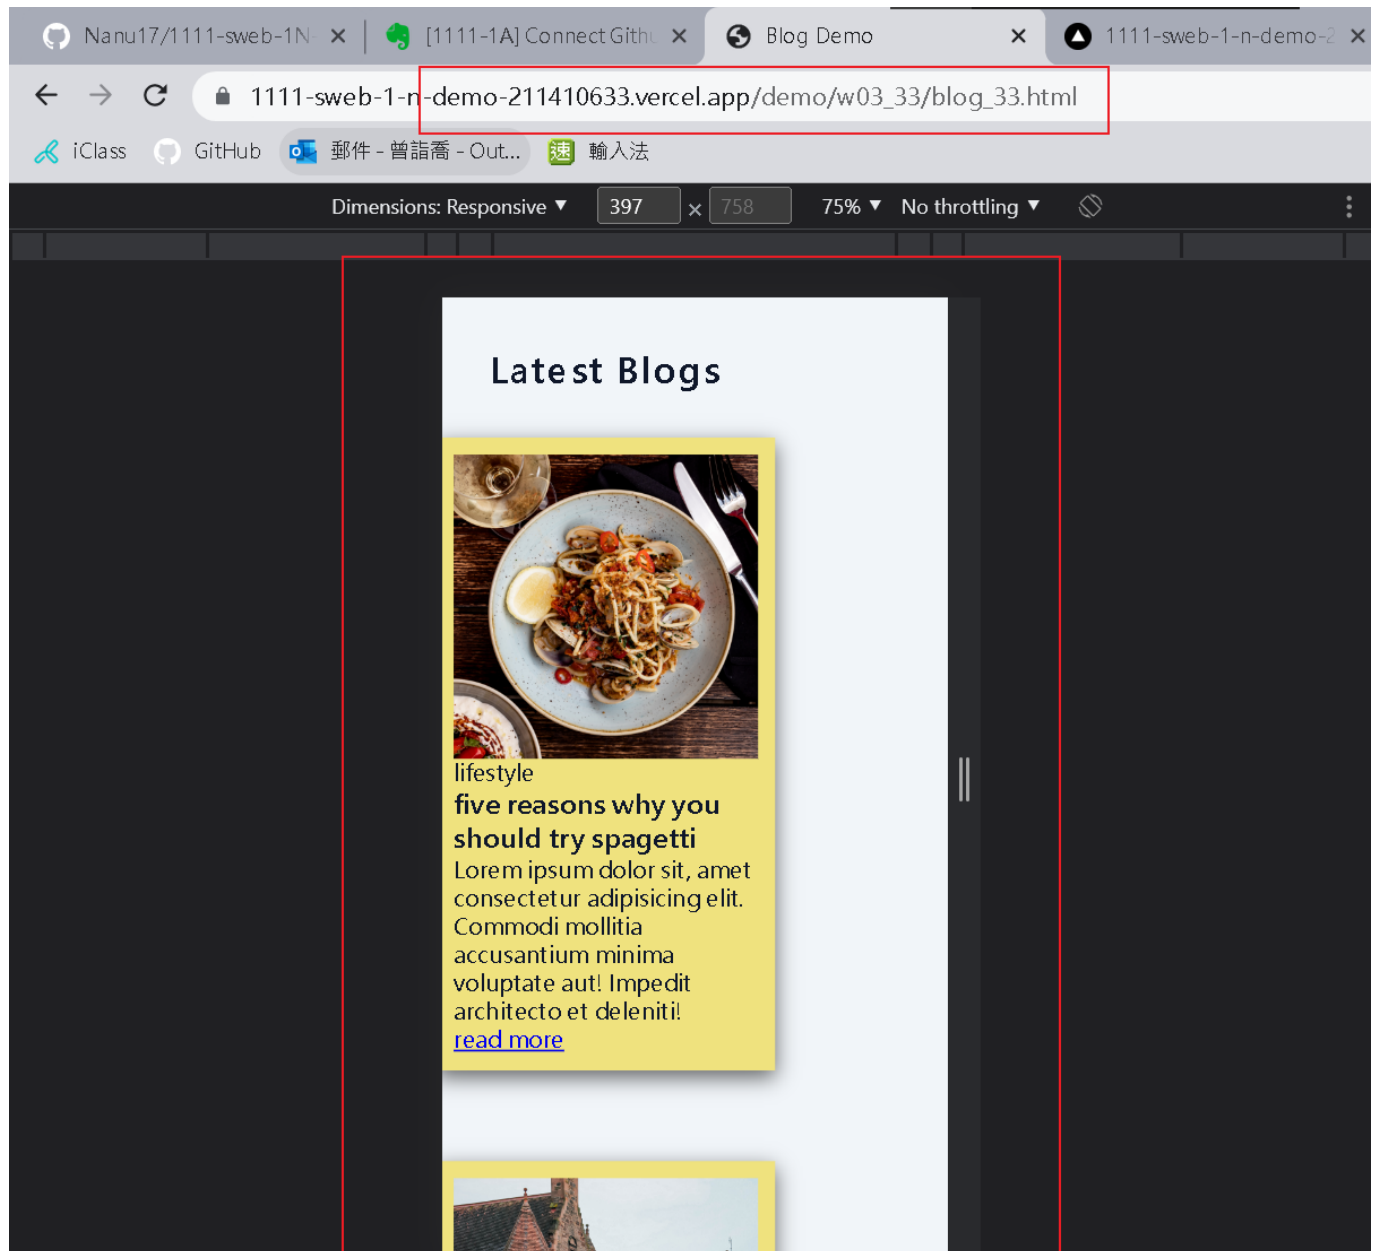 Nanu17/1111-sweb-1N-
[1111-1A] Connect Gith
Blog Demo
1111-sweb-1-n-demo-2
1111-sweb-1-n-demo-211410633.vercel.app/demo/w03_33/blog_33.html
iClass
GitHub
郵件 - 曾詣喬 - Out...
速 輸入法
Dimensions: Responsive ▼ 397 × 758 75% ▼ No throttling ▼
Latest Blogs
lifestyle
five reasons why you
should try spagetti
Lorem ipsum dolor sit, amet
consectetur adipisicing elit.
Commodi mollitia
accusantium minima
voluptate aut! Impedit
architecto et deleniti!
read more